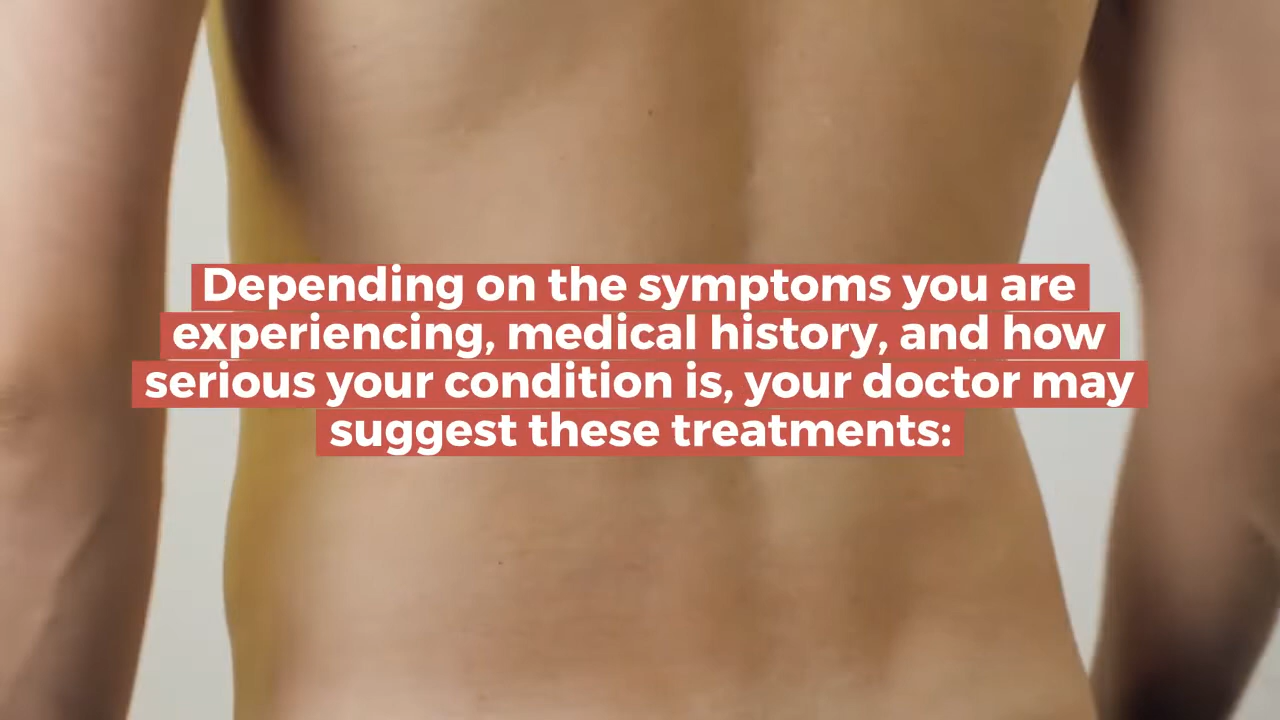 Depending on the symptoms you are
experiencing, medical history, and how
serious your condition is, your doctor may
suggest these treatments: